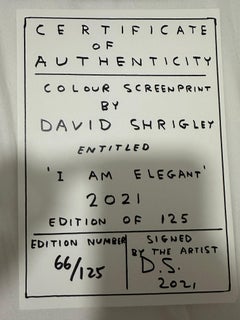 CERTIFICATE
OF
AUTHENTICITY
COLOUR SCREENPRINT
BY
DAVID SHRIGLEY
ENTITLED
'I AM ELEGANT'
2021
EDITION OF 125
EDITION NUMBER
66/125
SIGNED
BY THE ARTIST
D.S.
2021